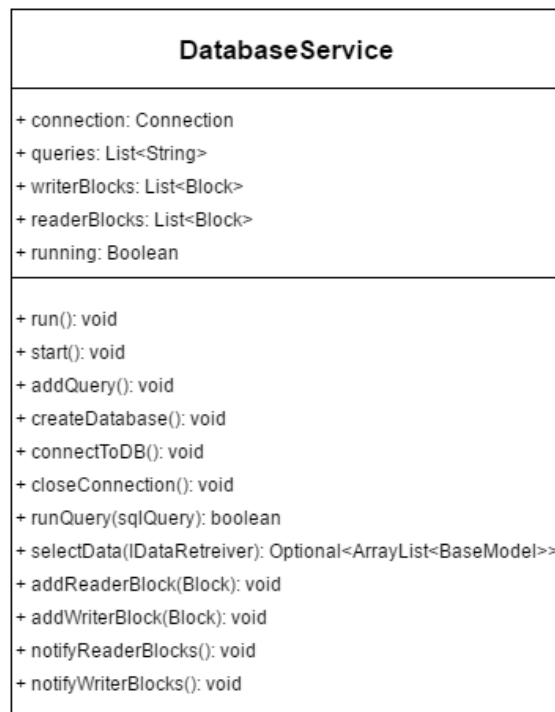 DatabaseService
+ connection: Connection
+ queries: List<String>
+ writerBlocks: List<Block>
+ readerBlocks: List<Block>
+ running: Boolean
+ run(): void
+ start(): void
+ addQuery(): void
+ createDatabase(): void
+ connectToDB(): void
+ closeConnection(): void
+ runQuery(sqlQuery): boolean
+ selectData(IDataRetreiver): Optional<ArrayList<BaseModel>>
+ addReaderBlock(Block): void
+ addWriterBlock(Block): void
+ notifyReaderBlocks(): void
+ notifyWriterBlocks(): void